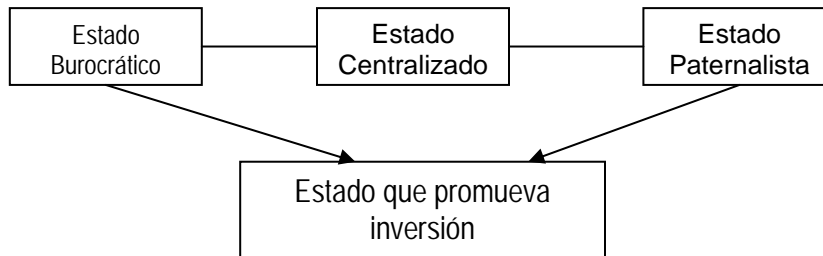 Estado
Burocrático
Estado
Centralizado
Estado
Paternalista
Estado que promueva
inversión